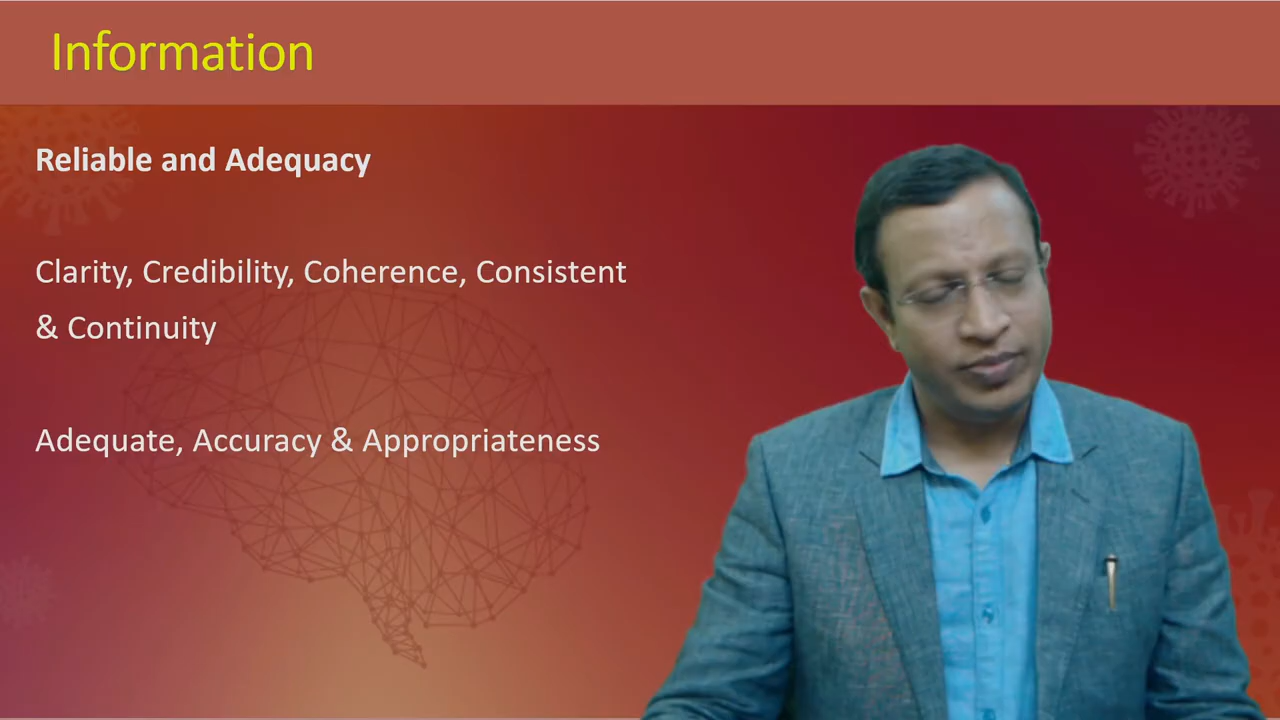 Information
Reliable and Adequacy
Clarity, Credibility, Coherence, Consistent
& Continuity
Adequate, Accuracy & Appropriateness